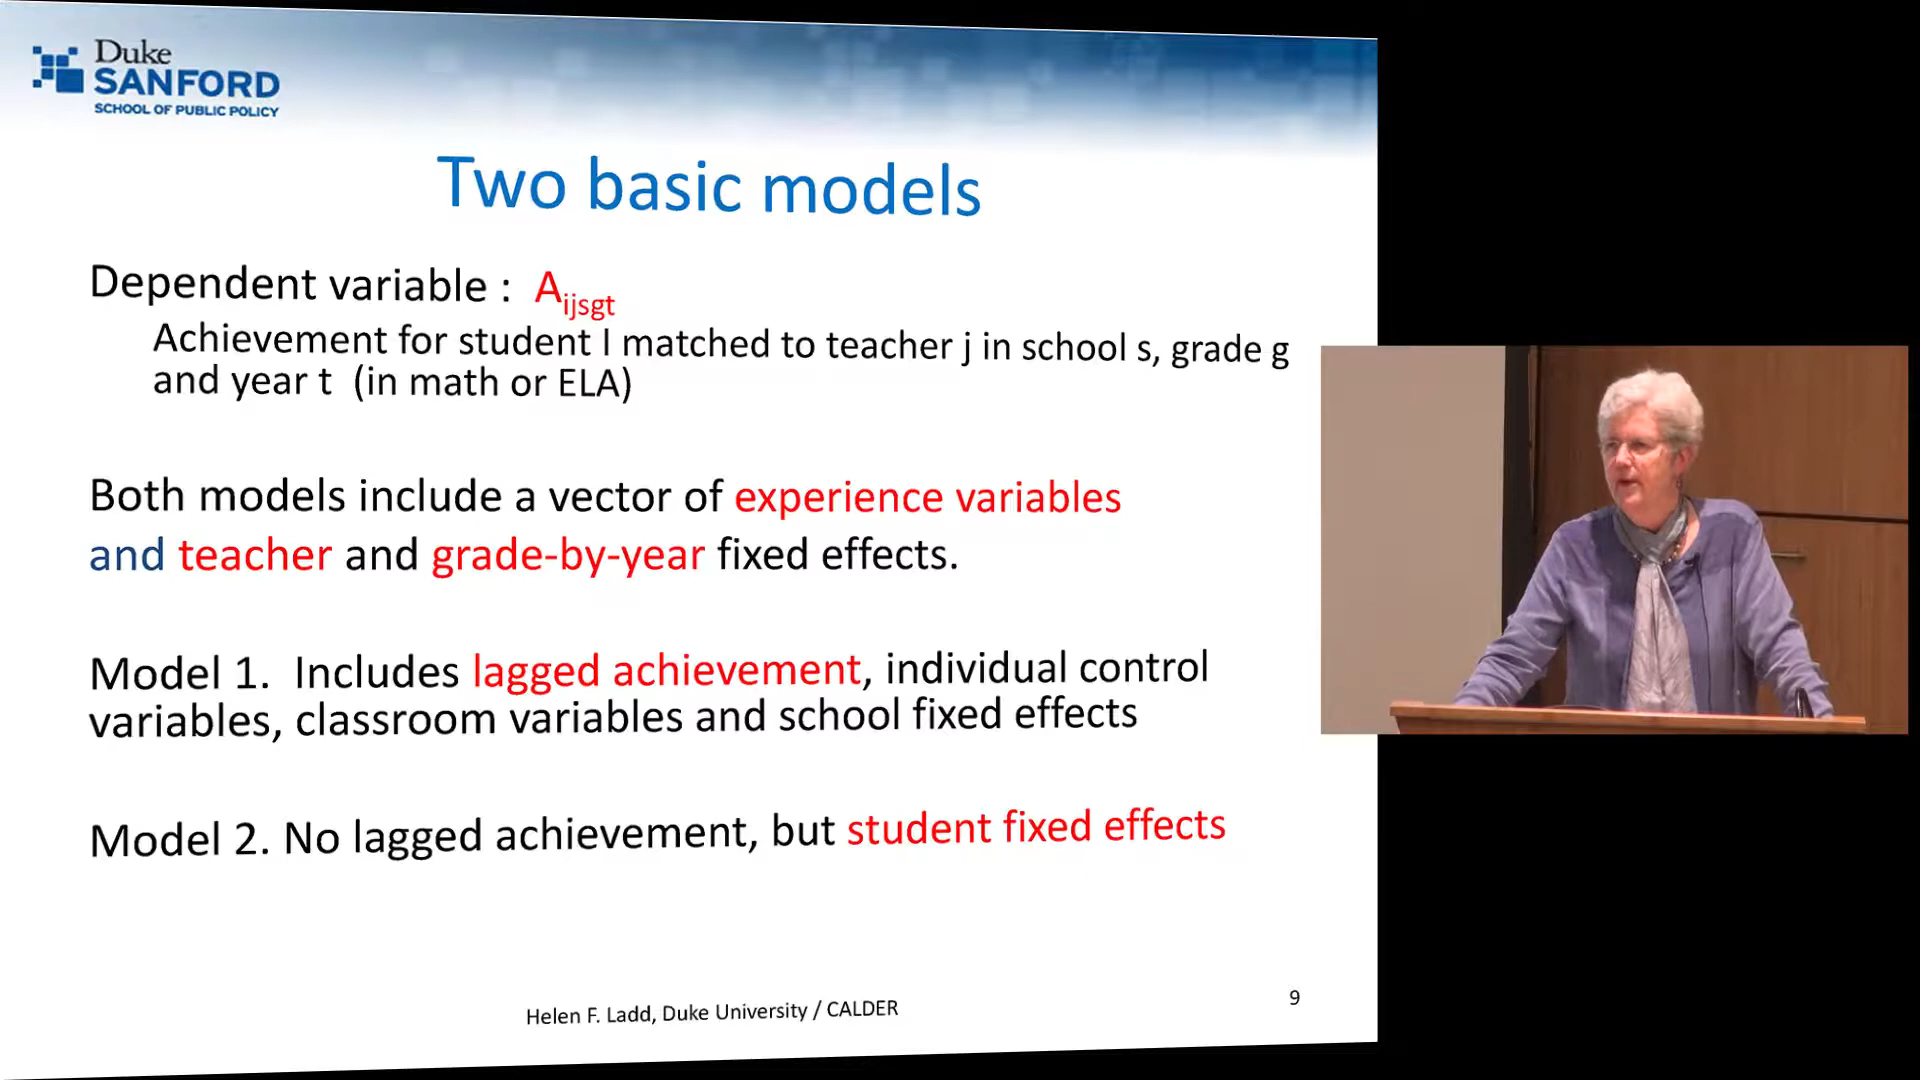 Duke
SANFORD
SCHOOL OF PUBLIC POLICY
Two basic models
Dependent variable : Aijsgt
Achievement for student I matched to teacher j in school s, grade g
and year t (in math or ELA)
Both models include a vector of experience variables
and teacher and grade-by-year fixed effects.
Model 1. Includes lagged achievement, individual control
variables, classroom variables and school fixed effects
Model 2. No lagged achievement, but student fixed effects
Helen F. Ladd, Duke University / CALDER
9